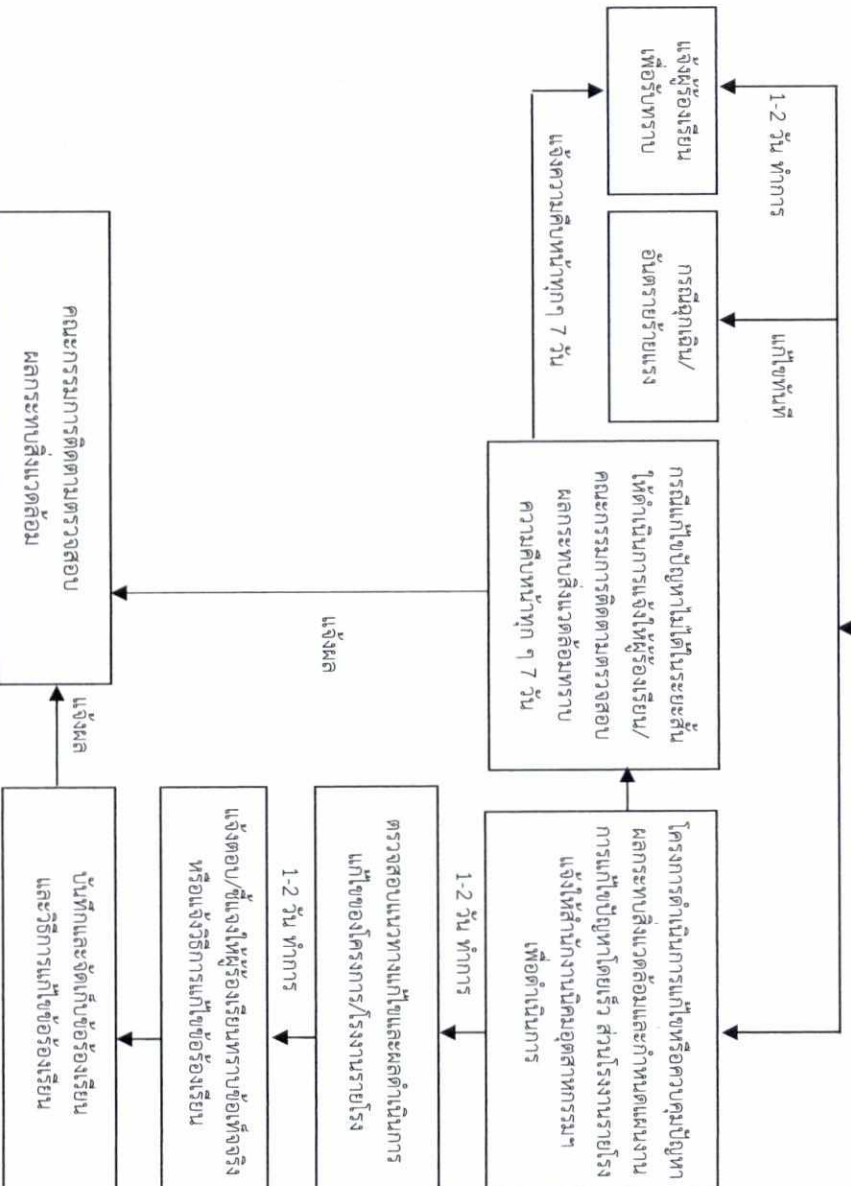 1-2 วัน ทำการ
แก้ไขทันที
แจ้งผู้ร้องเรียน
เพื่อรับทราบ
กรณีฉุกเฉิน/
อันตรายร้ายแรง
แจ้งความคืบหน้าทุกๆ 7 วัน
กรณีแก้ไขปัญหาไม่ได้ในระยะสั้น
ให้ดำเนินการแจ้งให้ผู้ร้องเรียน/
คณะกรรมการติดตามตรวจสอบ
ผลกระทบสิ่งแวดล้อมทราบ
ความคืบหน้าทุก ๆ 7 วัน
โครงการดำเนินการแก้ไขหรือควบคุมปัญหา
ผลกระทบสิ่งแวดล้อมและกำหนดแผนงาน
การแก้ไขปัญหาโดยเร็ว ส่วนโรงงานรายโรง
แจ้งให้สำนักงานนิคมอุตสาหกรรมฯ
เพื่อดำเนินการ
1-2 วัน ทำการ
ตรวจสอบแนวทางแก้ไขและผลดำเนินการ
แก้ไขของโครงการ/โรงงานรายโรง
แจ้งผล
1-2 วัน ทำการ
แจ้งตอบ/ชี้แจงให้ผู้ร้องเรียนทราบข้อเท็จจริง
หรือแจ้งวิธีการแก้ไขข้อร้องเรียน
คณะกรรมการติดตามตรวจสอบ
ผลกระทบสิ่งแวดล้อม
แจ้งผล
บันทึกและจัดเก็บข้อร้องเรียน
และวิธีการแก้ไขข้อร้องเรียน